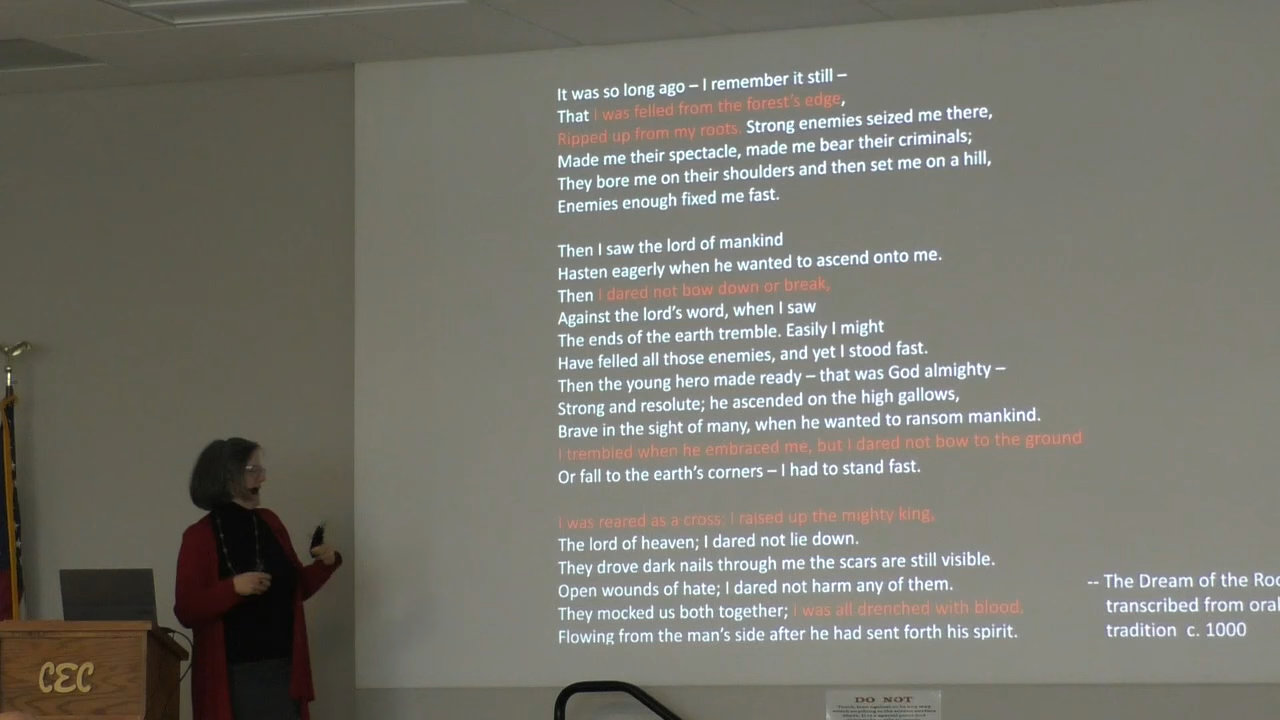 It was so long ago – I remember it still –
That I was felled from the forest's edge,
Ripped up from my roots. Strong enemies seized me there,
Made me their spectacle, made me bear their criminals;
They bore me on their shoulders and then set me on a hill,
Enemies enough fixed me fast.
Then I saw the lord of mankind
Hasten eagerly when he wanted to ascend onto me.
Then I dared not bow down or break,
Against the lord's word, when I saw
The ends of the earth tremble. Easily I might
Have felled all those enemies, and yet I stood fast.
Then the young hero made ready – that was God almighty –
Strong and resolute; he ascended on the high gallows,
Brave in the sight of many, when he wanted to ransom mankind.
I trembled when he embraced me, but I dared not bow to the ground
Or fall to the earth's corners – I had to stand fast.
I was reared as a cross: I raised up the mighty king,
The lord of heaven; I dared not lie down.
They drove dark nails through me the scars are still visible.
Open wounds of hate; I dared not harm any of them.
They mocked us both together; I was all drenched with blood.
Flowing from the man's side after he had sent forth his spirit.
-- The Dream of the
transcribed from oral
tradition c. 1000
CEC
DO NOT